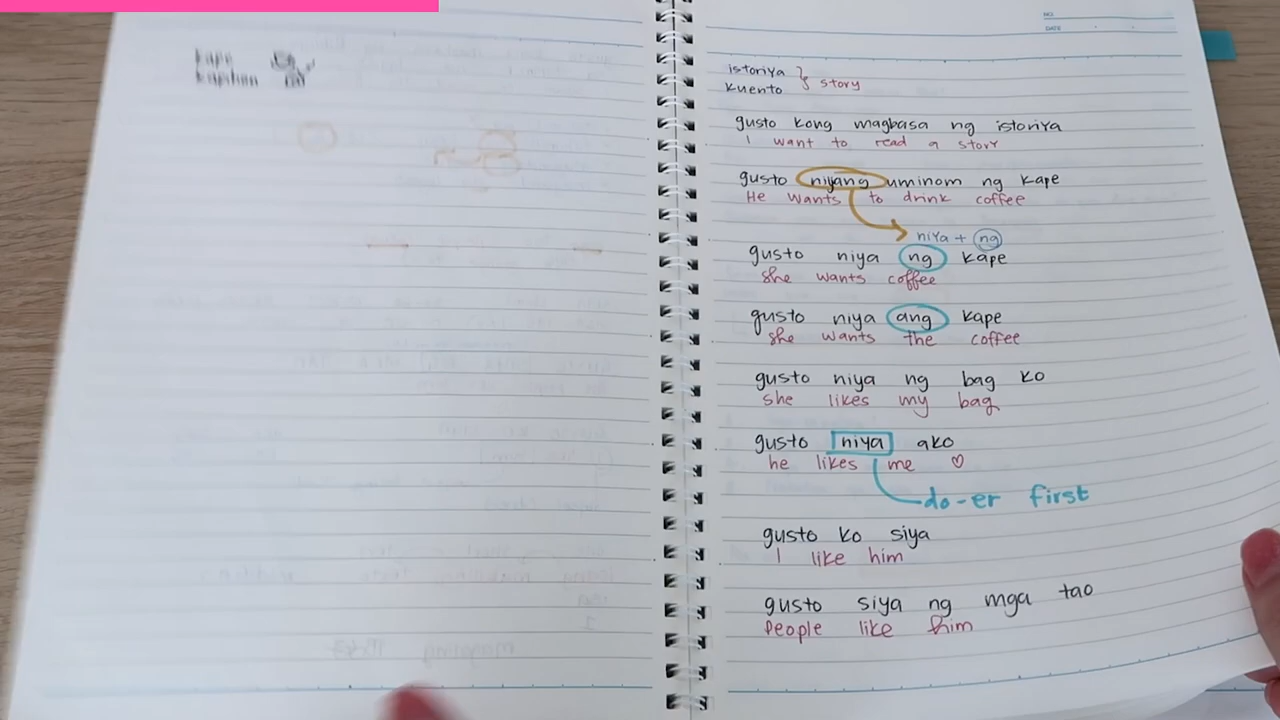 NO.
DATE
istoriya
kuento } story
gusto kong magbasa ng istoriya
I want to read a story
gusto niyang uminom ng kape
He wants to drink coffee
niya + ng
gusto niya ng kape
she wants coffee
gusto niya ang kape
she wants the coffee
gusto niya ng bag ko
she likes my bag
gusto niya ako
he likes me ♡
do-er first
gusto ko siya
I like him
gusto siya ng mga tao
People like him